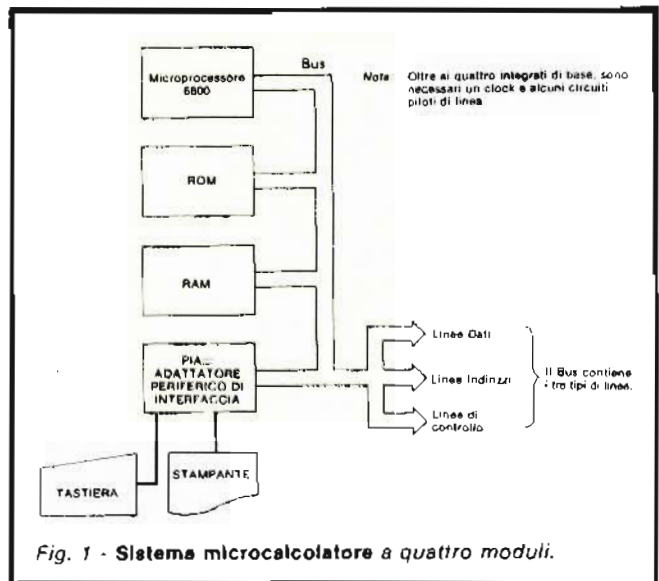 Microprocessore
6800
Bus
Nota Oltre ai quattro integrati di base, sono
necessari un clock e alcuni circuiti
piloti di linea
ROM
RAM
PIA
ADATTATORE
PERIFERICO DI
INTERFACCIA
Linee Dati
Linee Indirizzi
Linee di
controllo
Il Bus contiene
i tre tipi di linea.
TASTIERA
STAMPANTE
Fig. 1 - Sistema microcalcolatore a quattro moduli.